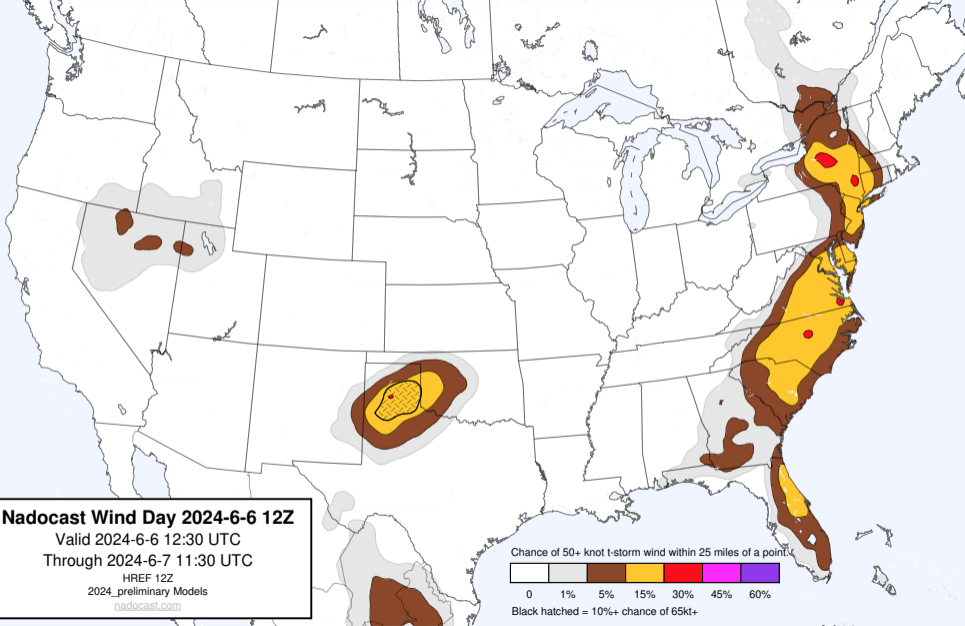 Nadocast Wind Day 2024-6-6 12Z
Valid 2024-6-6 12:30 UTC
Through 2024-6-7 11:30 UTC
HREF 12Z
2024_preliminary Models
nadocast.com
Chance of 50+ knot t-storm wind within 25 miles of a point.
0 1% 5% 15% 30% 45% 60%
Black hatched = 10%+ chance of 65kt+